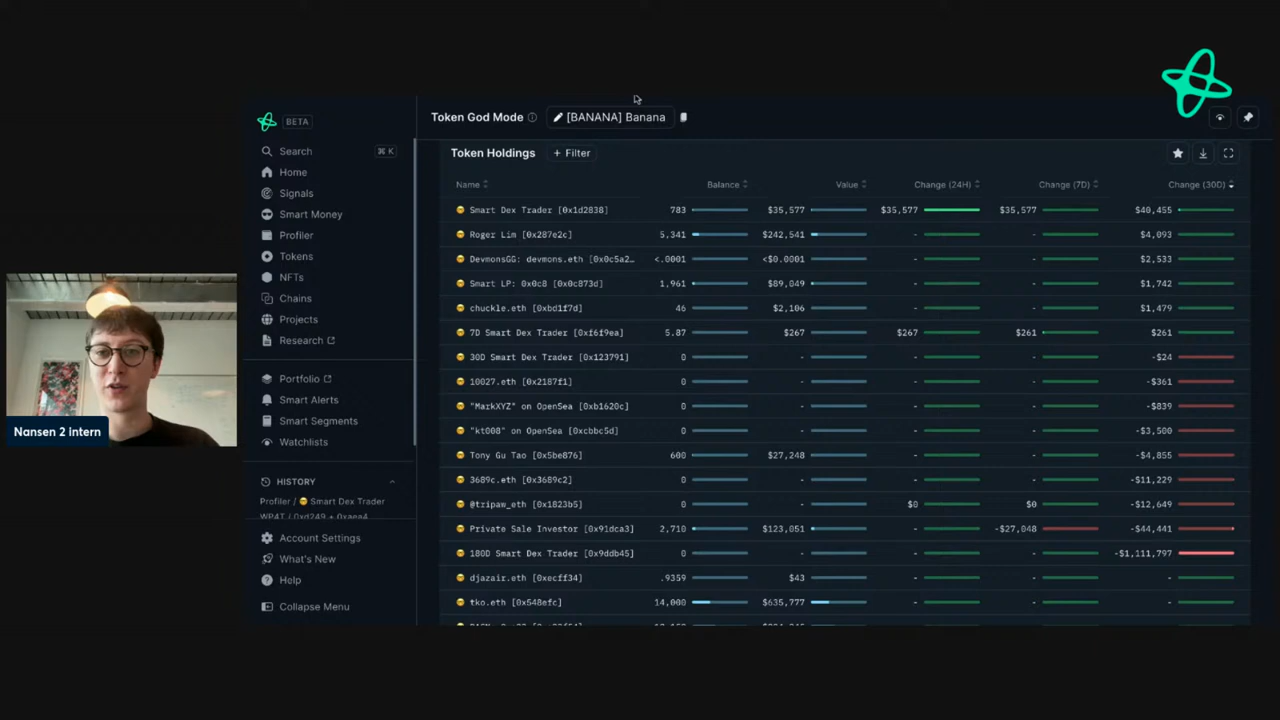 Token God Mode
[BANANA] Banana
BETA
Search
⌘ K
Home
Signals
Smart Money
Profiler
Tokens
NFTs
Chains
Projects
Research
Portfolio
Smart Alerts
Smart Segments
Watchlists
HISTORY
Profiler / Smart Dex Trader
WP4T / 0xd249 + 0xaea4
Account Settings
What's New
Help
Collapse Menu
Nansen 2 Intern
Token Holdings + Filter
Name Balance Value Change (24H) Change (7D) Change (30D)
Smart Dex Trader [0x1d2838] 783 $35,577 $35,577 $35,577 $40,455
Roger Lim [0x287e2c] 5,341 $242,541 - - $4,093
DevmonsGG: devmons.eth [0x0c5a2… <.0001 <$0.0001 - - $2,533
Smart LP: 0x0c8 [0x0c873d] 1,961 $89,049 - - $1,742
chuckle.eth [0xbd1f7d] 46 $2,106 - - $1,479
7D Smart Dex Trader [0xf6f9ea] 5.87 $267 $267 $261 $261
30D Smart Dex Trader [0x123791] 0 - - - -$24
10027.eth [0x2187f1] 0 - - - -$361
"MarkXYZ" on OpenSea [0xb1620c] 0 - - - -$839
"kt008" on OpenSea [0xcbbc5d] 0 - - - -$3,500
Tony Gu Tao [0x5be876] 600 $27,248 - - -$4,855
3689c.eth [0x3689c2] 0 - - - -$11,229
@tripam_eth [0x1823b5] 0 - $0 $0 -$12,649
Private Sale Investor [0x91dca3] 2,710 $123,051 - -$27,048 -$44,441
180D Smart Dex Trader [0x9ddb45] 0 - - - -$1,111,797
djazair.eth [0xecff34] .9359 $43 - - -
tko.eth [0x548efc] 14,000 $635,777 - - -